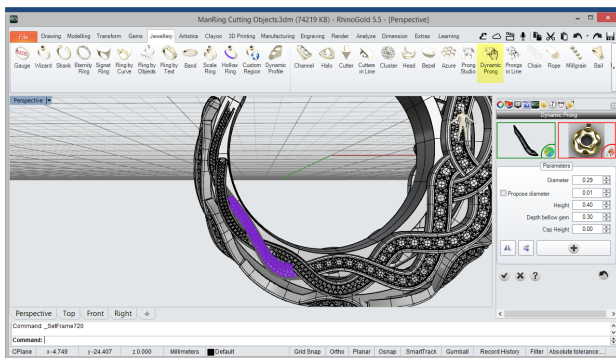 ManRing Cutting Objects.3dm (74219 KB) - RhinoGold 5.5 - [Perspective]
File Drawing Modelling Transform Gems Jewellery Artistics Clayoo 3D Printing Manufacturing Engraving Render Analyze Dimension Extras Learning
Gauge Wizard Shank Eternity Ring Signet Ring Ring by Curve Ring by Objects Ring by Text Band Scale Ring Hollow Ring Custom Region Dynamic Profile Channel Halo Cutter Cutters in Line Cluster Head Bezel Azure Prong Studio Dynamic Prong Prongs in Line Chain Rope Milligrain Bail
Perspective
Dynamic Prong
Parameters
Diameter 0.29
Propose diameter 0.01
Height 0.40
Depth bellow gem 0.30
Cap Height 0.00
Perspective Top Front Right
Command: _SetFrame720
Command:
CPlane x -4.749 y -24.407 z 0.000 Millimeters Default Grid Snap Ortho Planar Osnap SmartTrack Gumball Record History Filter Absolute tolerance...